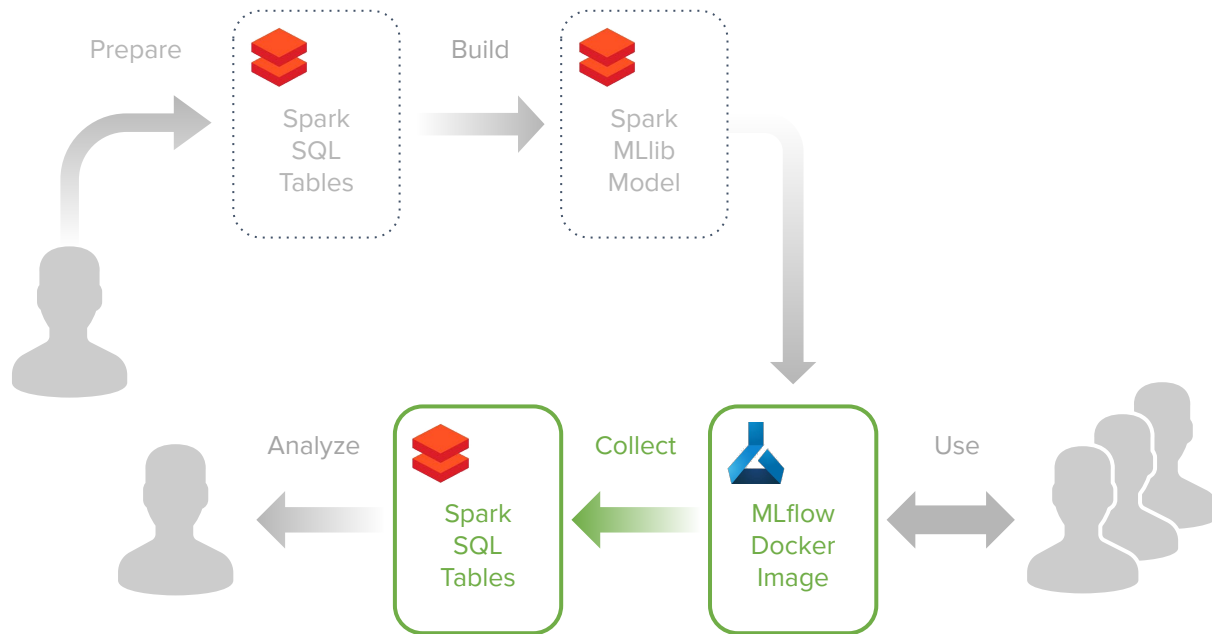 Prepare
Build
Spark
SQL
Tables
Spark
MLlib
Model
Analyze
Collect
Use
Spark
SQL
Tables
MLflow
Docker
Image